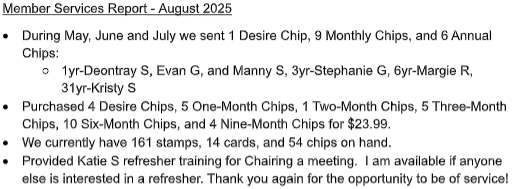 Member Services Report - August 2025
• During May, June and July we sent 1 Desire Chip, 9 Monthly Chips, and 6 Annual
Chips:
o 1yr-Deontray S, Evan G, and Manny S, 3yr-Stephanie G, 6yr-Margie R,
31yr-Kristy S
• Purchased 4 Desire Chips, 5 One-Month Chips, 1 Two-Month Chips, 5 Three-Month
Chips, 10 Six-Month Chips, and 4 Nine-Month Chips for $23.99.
• We currently have 161 stamps, 14 cards, and 54 chips on hand.
• Provided Katie S refresher training for Chairing a meeting.  I am available if anyone
else is interested in a refresher. Thank you again for the opportunity to be of service!